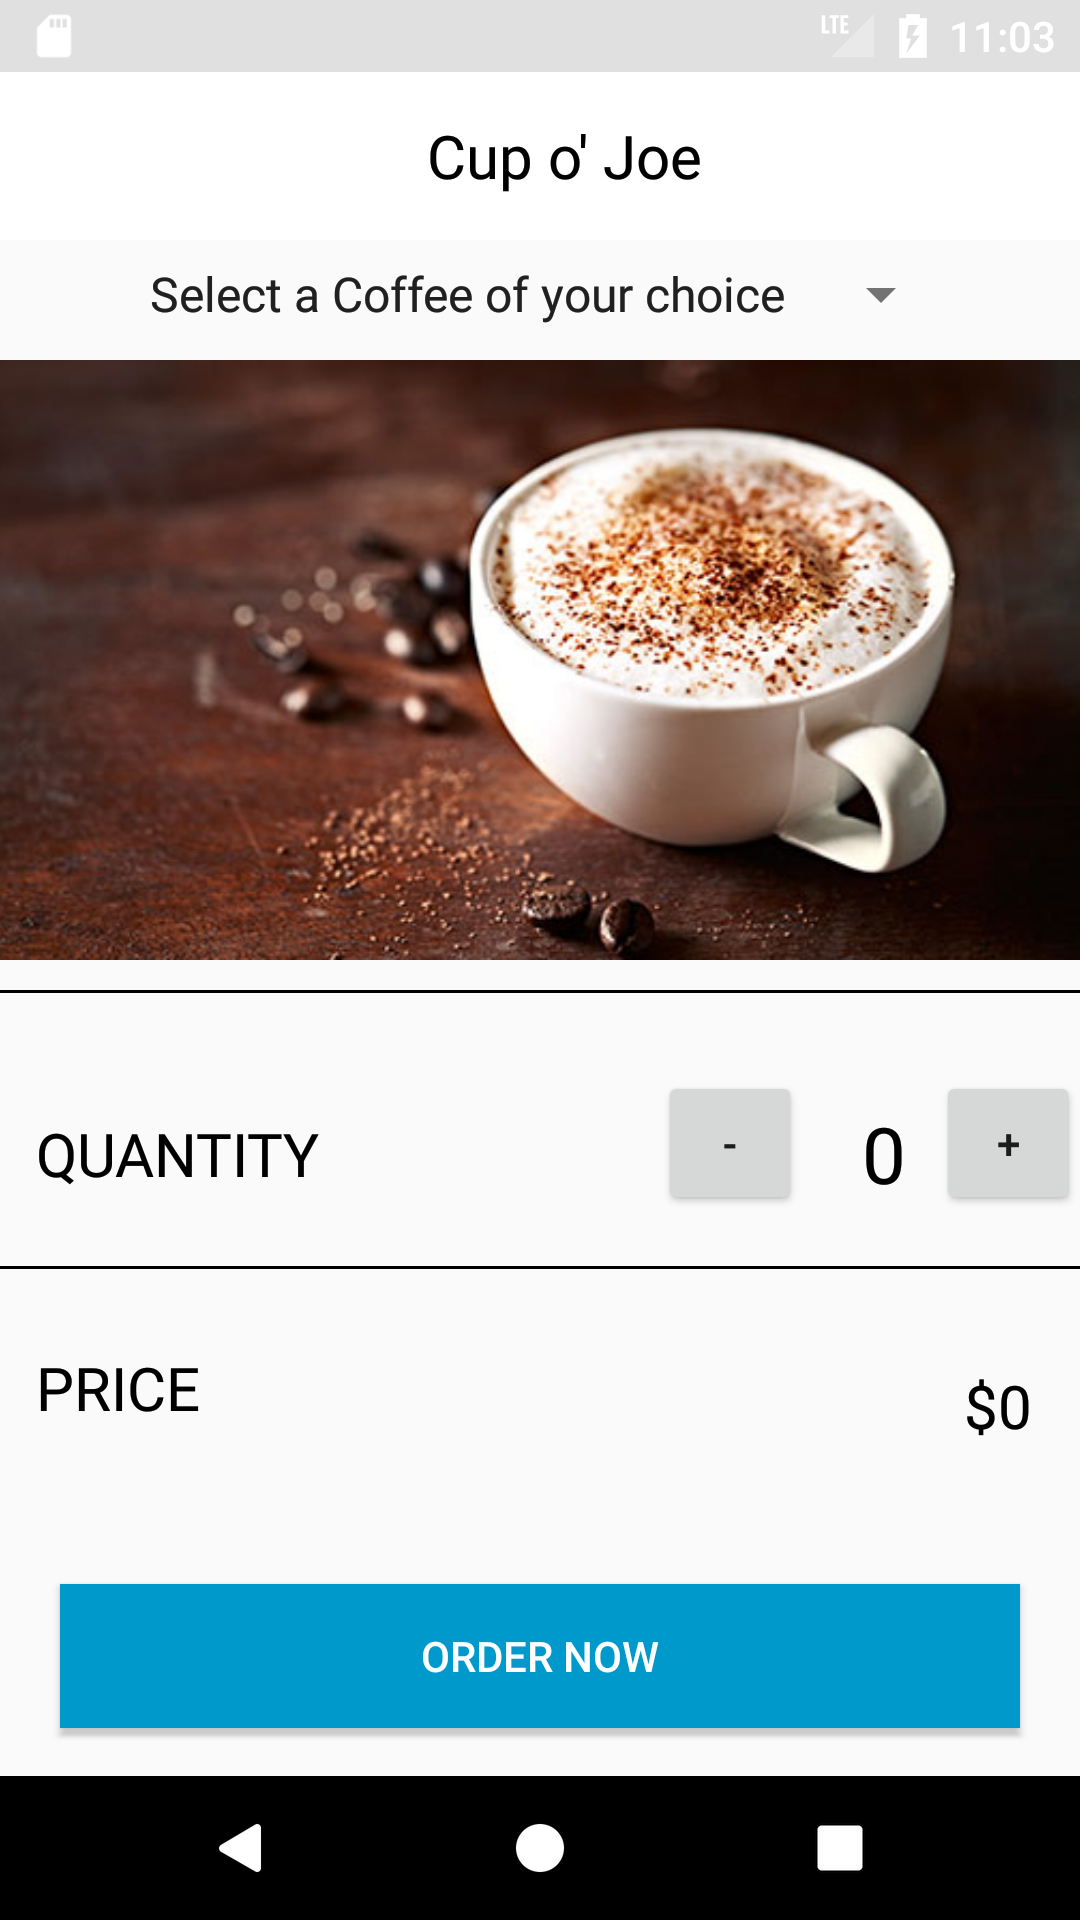 LTE 11:03
Cup o' Joe
Select a Coffee of your choice
QUANTITY - 0 +
PRICE $0
ORDER NOW